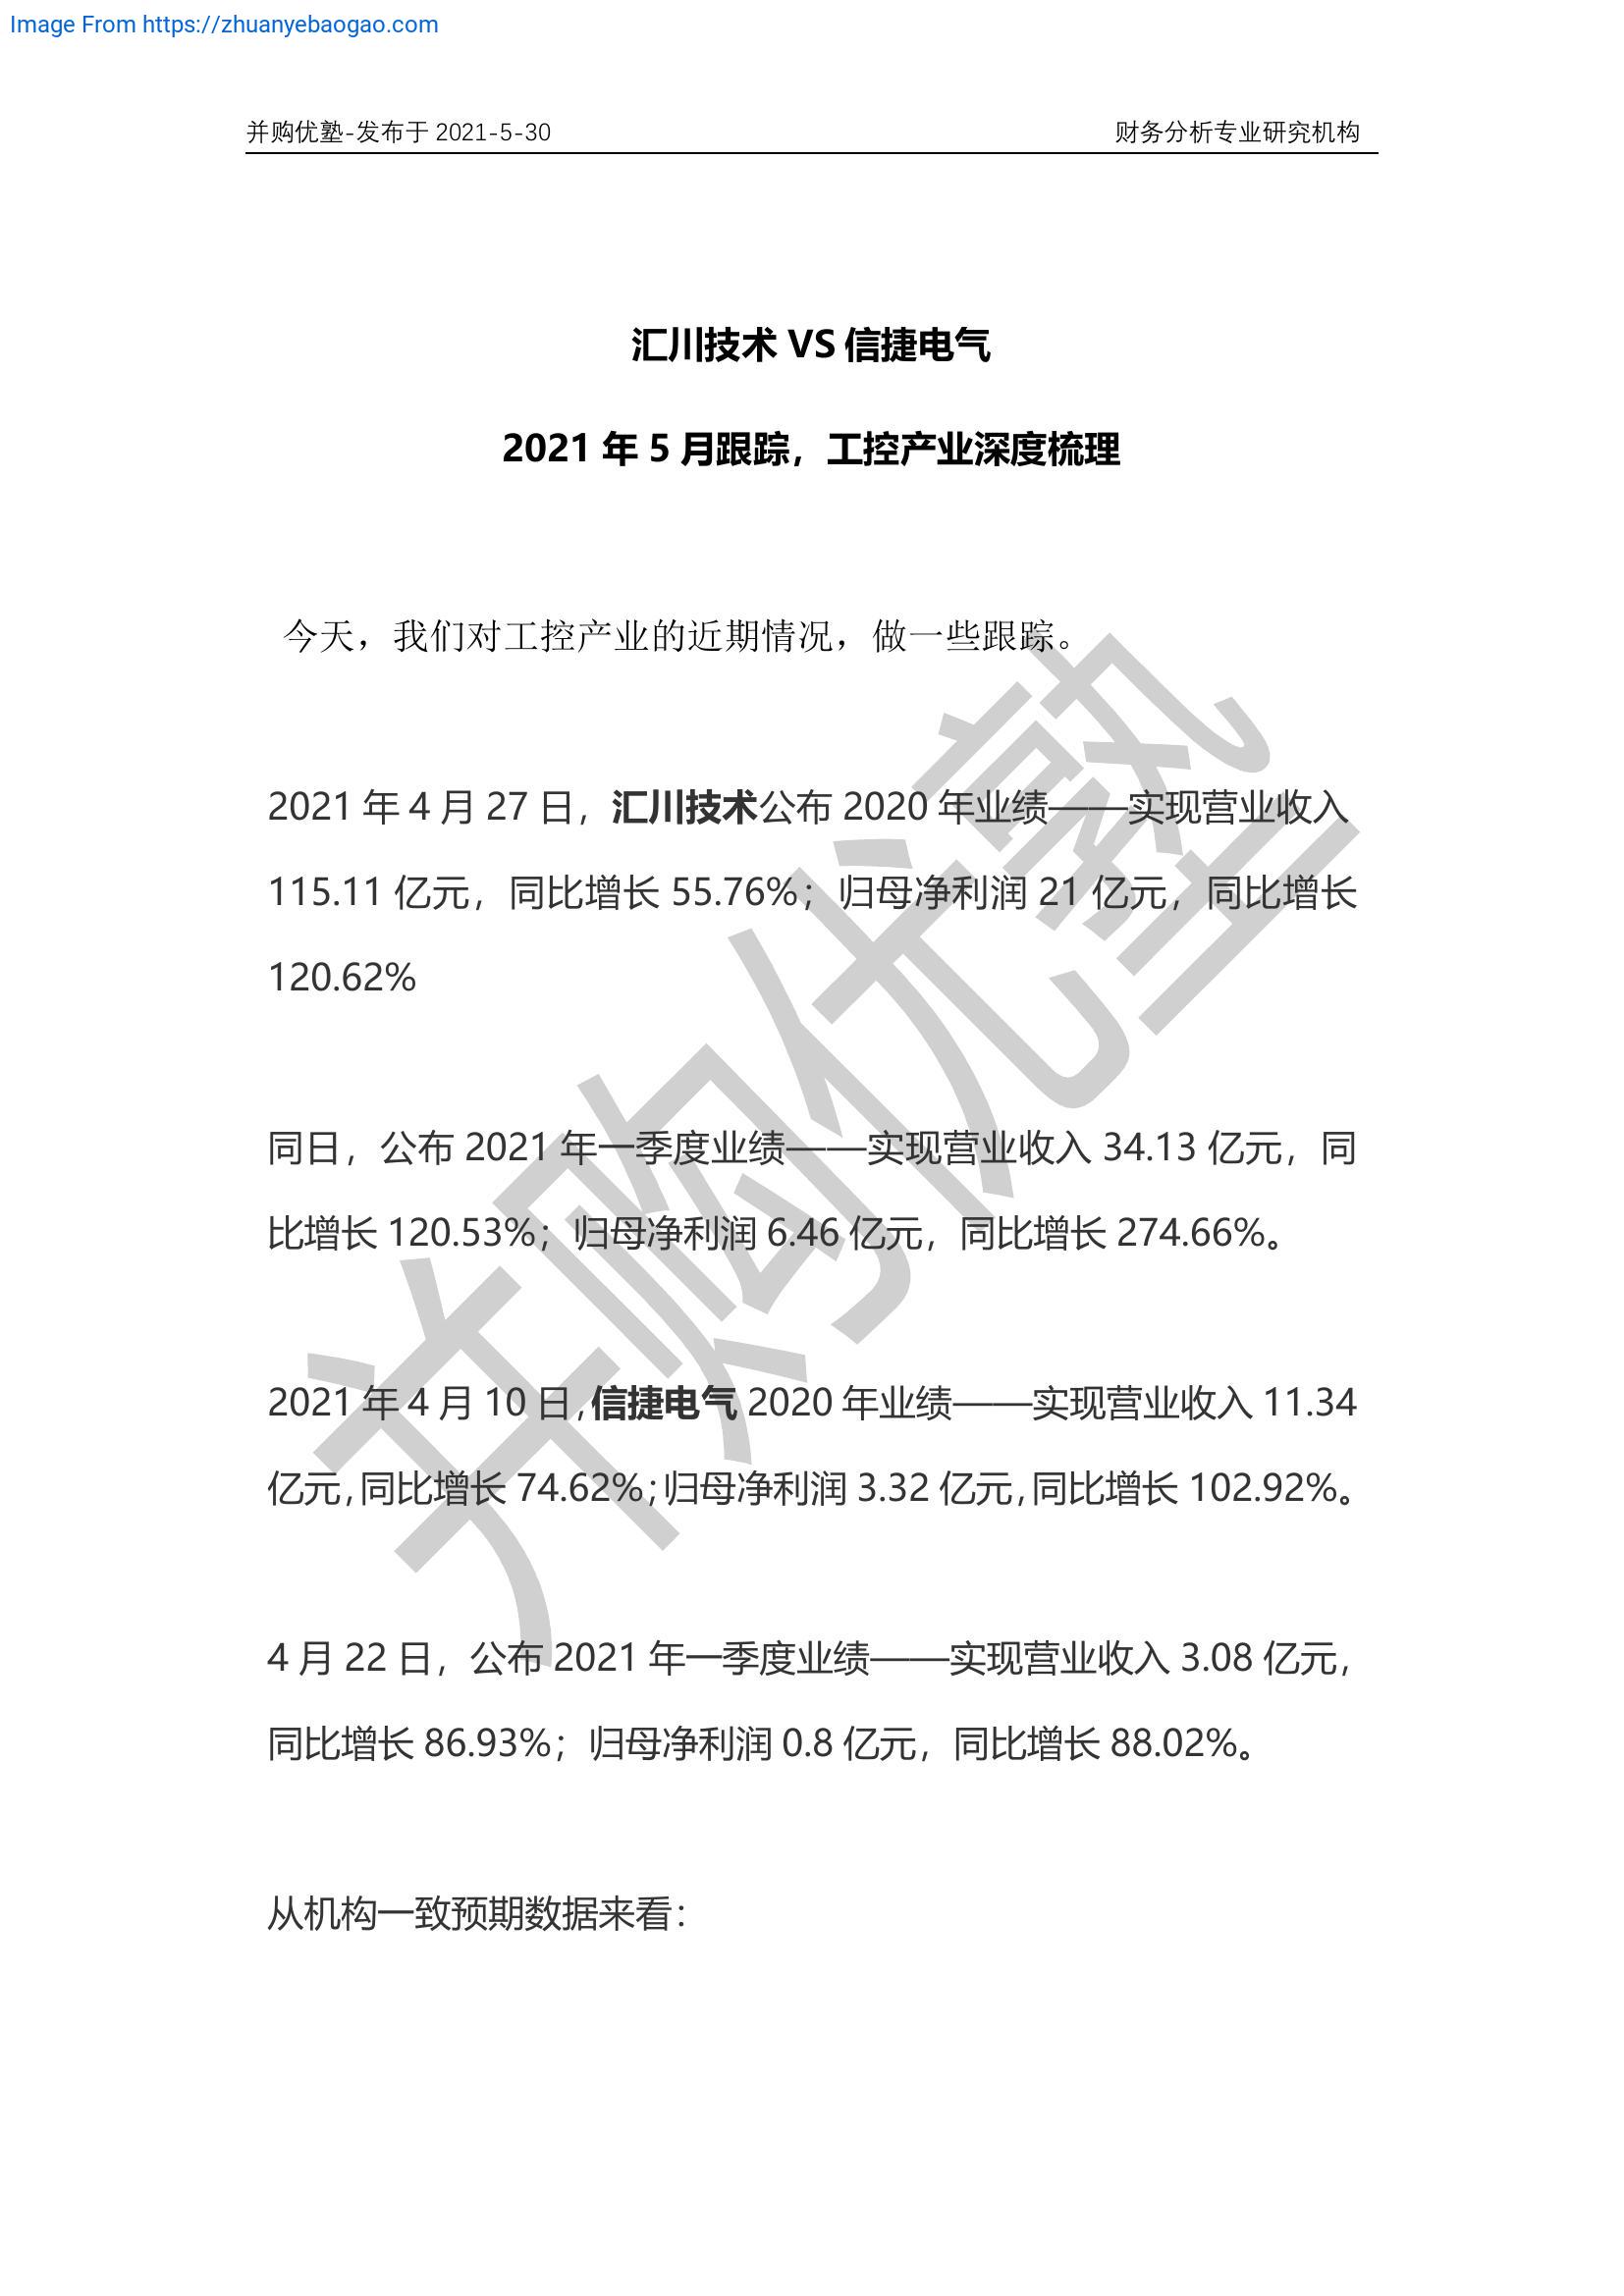 Image From https://zhuanyebaogao.com
并购优塾-发布于 2021-5-30 财务分析专业研究机构
汇川技术 VS 信捷电气
2021 年 5 月跟踪，工控产业深度梳理
今天，我们对工控产业的近期情况，做一些跟踪。
2021 年 4 月 27 日，汇川技术公布 2020 年业绩——实现营业收入
115.11 亿元，同比增长 55.76%；归母净利润 21 亿元，同比增长
120.62%
同日，公布 2021 年一季度业绩——实现营业收入 34.13 亿元，同
比增长 120.53%；归母净利润 6.46 亿元，同比增长 274.66%。
2021 年 4 月 10 日，信捷电气 2020 年业绩——实现营业收入 11.34
亿元，同比增长 74.62%；归母净利润 3.32 亿元，同比增长 102.92%。
4 月 22 日，公布 2021 年一季度业绩——实现营业收入 3.08 亿元，
同比增长 86.93%；归母净利润 0.8 亿元，同比增长 88.02%。
从机构一致预期数据来看：
并购优塾